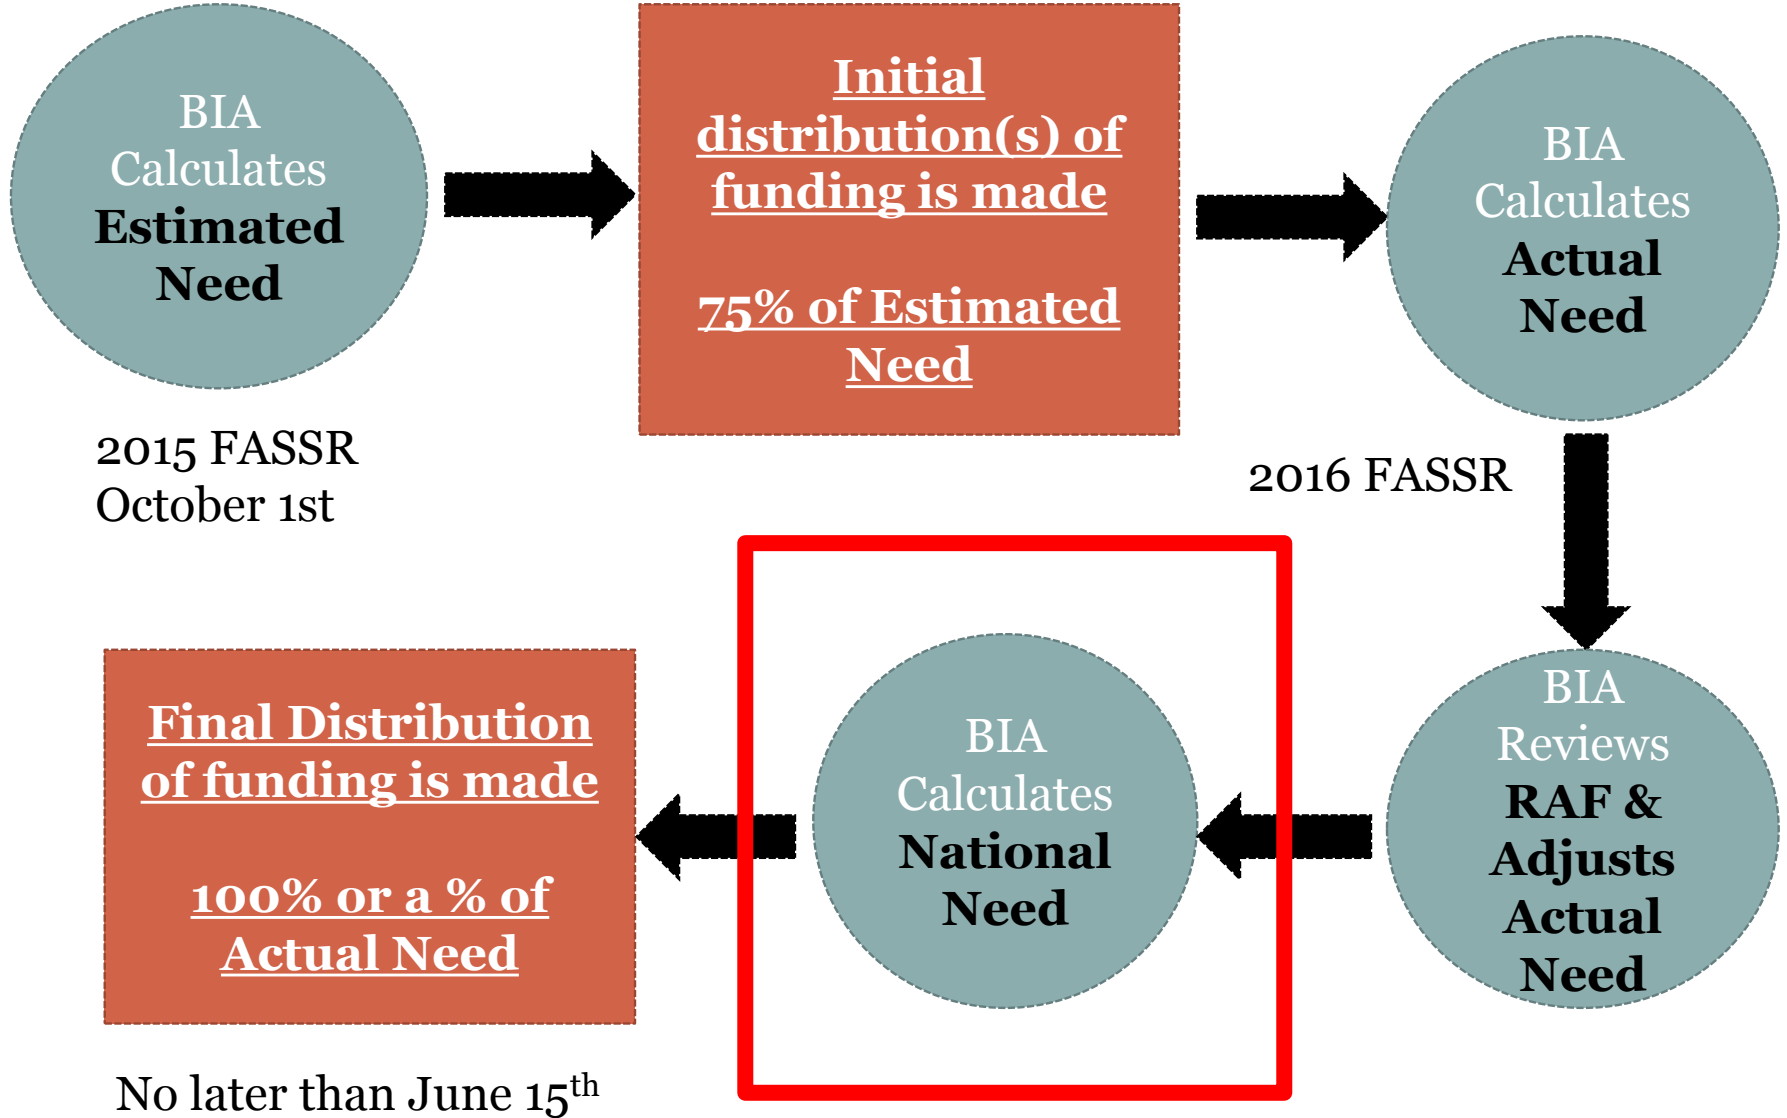 BIA
Calculates
Estimated
Need
2015 FASSR
October 1st
Initial
distribution(s) of
funding is made
75% of Estimated
Need
BIA
Calculates
Actual
Need
2016 FASSR
BIA
Reviews
RAF &
Adjusts
Actual
Need
BIA
Calculates
National
Need
Final Distribution
of funding is made
100% or a % of
Actual Need
No later than June 15th